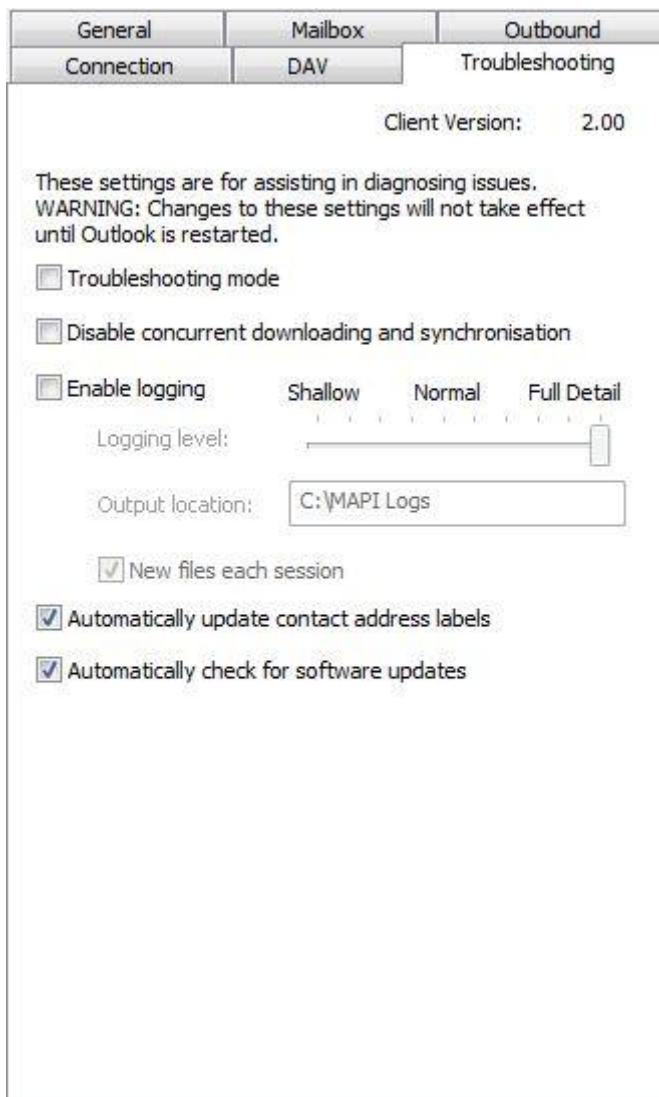 General Mailbox Outbound
Connection DAV Troubleshooting
Client Version: 2.00
These settings are for assisting in diagnosing issues.
WARNING: Changes to these settings will not take effect
until Outlook is restarted.
Troubleshooting mode
Disable concurrent downloading and synchronisation
Enable logging Shallow Normal Full Detail
Logging level:
Output location: C:\MAPI Logs
New files each session
Automatically update contact address labels
Automatically check for software updates